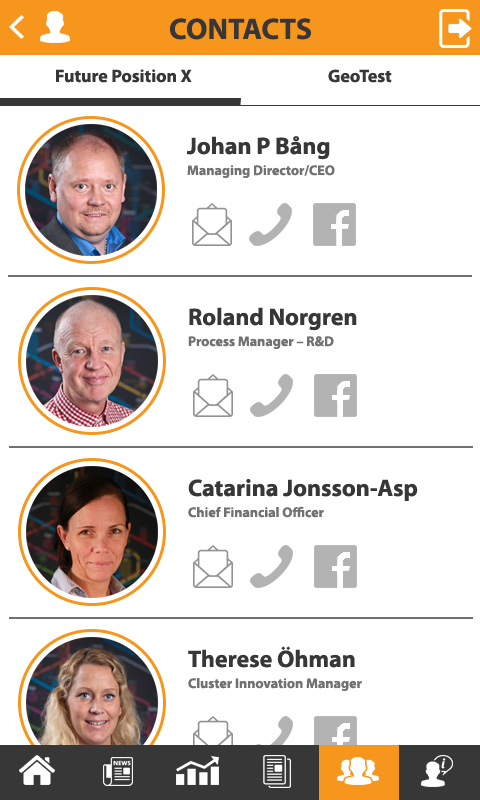 CONTACTS
Future Position X
GeoTest
Johan P Bång
Managing Director/CEO
Roland Norgren
Process Manager – R&D
Catarina Jonsson-Asp
Chief Financial Officer
Therese Öhman
Cluster Innovation Manager
NEWS